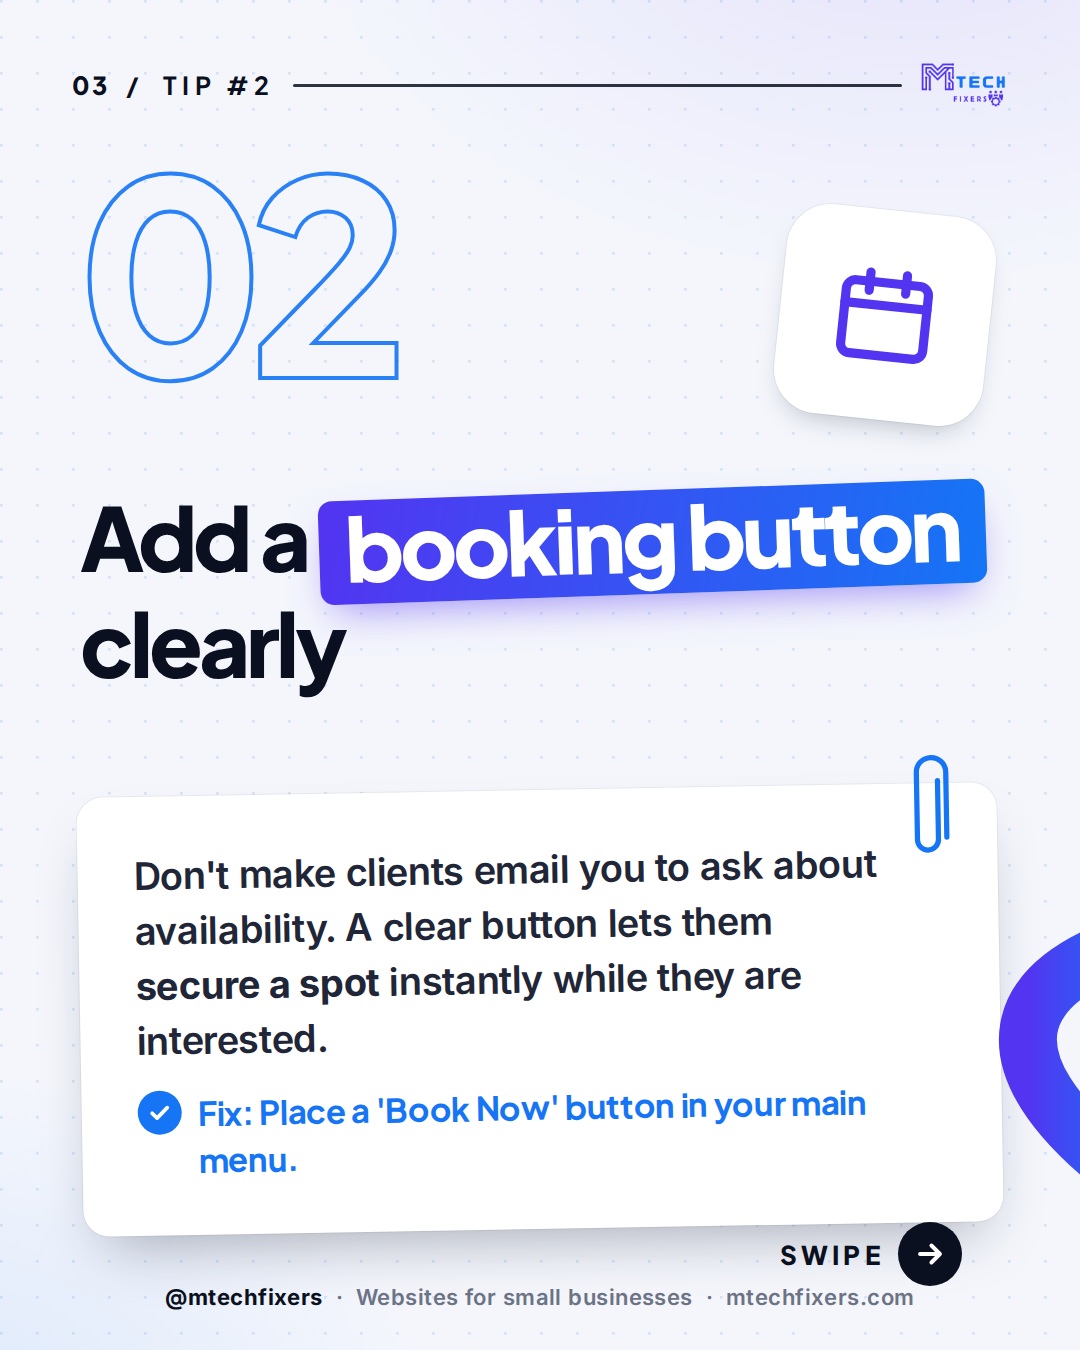 03 / TIP #2
MTECH
FIXERS
02
Add a booking button
clearly
Don't make clients email you to ask about
availability. A clear button lets them
secure a spot instantly while they are
interested.
Fix: Place a 'Book Now' button in your main
menu.
SWIPE
@mtechfixers · Websites for small businesses · mtechfixers.com